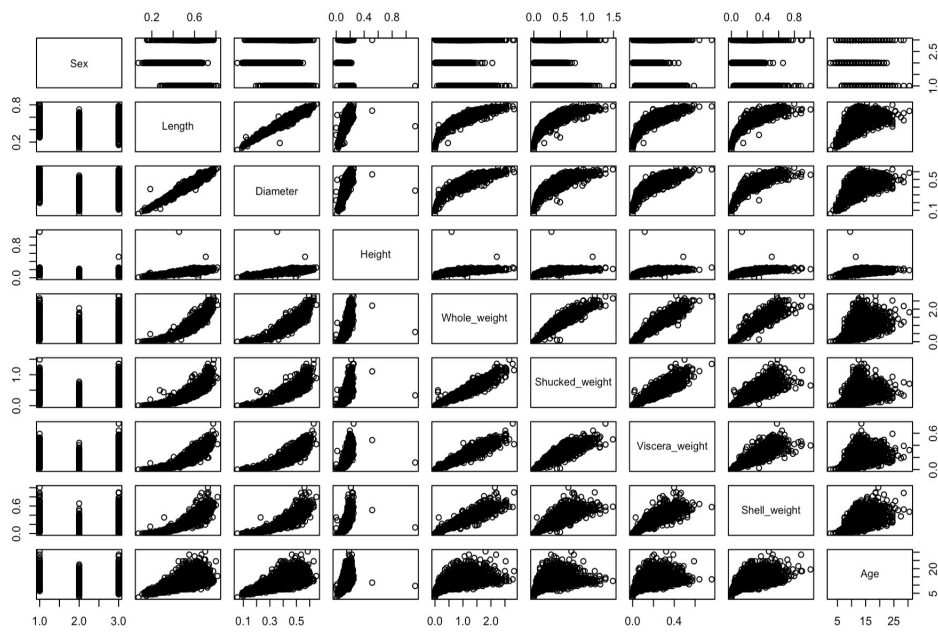 0.2 0.6 0.0 0.4 0.8 0.0 0.5 1.0 1.5 0.0 0.4 0.8
Sex 1.0 2.5
0.2 0.8 Length
Diameter 0.1 0.5
0.0 0.8 Height
Whole_weight 0.0 2.0
0.0 1.0 Shucked_weight
Viscera_weight 0.0 0.6
0.0 0.6 Shell_weight
Age 5 20
1.0 2.0 3.0 0.1 0.3 0.5 0.0 1.0 2.0 0.0 0.4 5 15 25